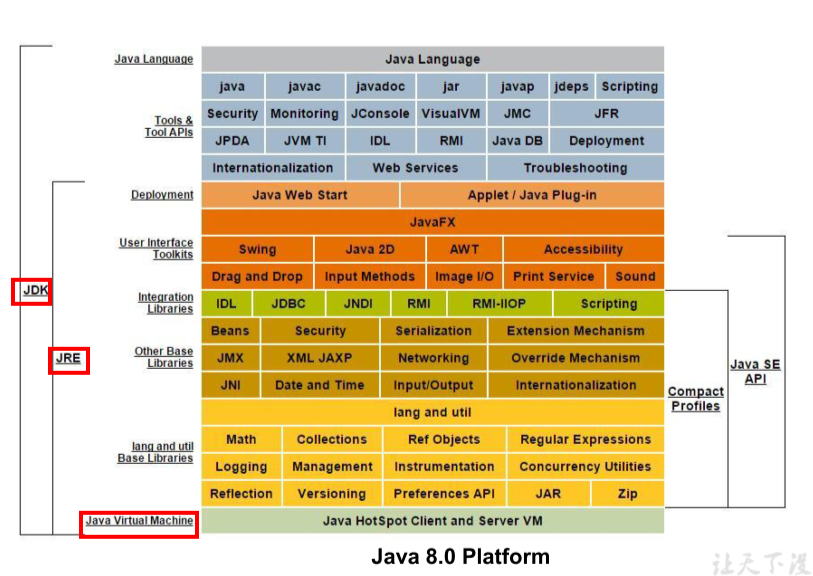 Java Language
Java Language
java javac javadoc jar javap jdeps Scripting
Security Monitoring JConsole VisualVM JMC JFR
Tools &
Tool APIs
JPDA JVM TI IDL RMI Java DB Deployment
Internationalization Web Services Troubleshooting
Deployment
Java Web Start Applet / Java Plug-in
JavaFX
User Interface
Toolkits
Swing Java 2D AWT Accessibility
Drag and Drop Input Methods Image I/O Print Service Sound
JDK
Integration
Libraries
IDL JDBC JNDI RMI RMI-IIOP Scripting
Beans Security Serialization Extension Mechanism
JRE
Other Base
Libraries
JMX XML JAXP Networking Override Mechanism
Java SE
API
JNI Date and Time Input/Output Internationalization
Compact
Profiles
lang and util
Math Collections Ref Objects Regular Expressions
lang and util
Base Libraries
Logging Management Instrumentation Concurrency Utilities
Reflection Versioning Preferences API JAR Zip
Java Virtual Machine
Java HotSpot Client and Server VM
Java 8.0 Platform
让天下没